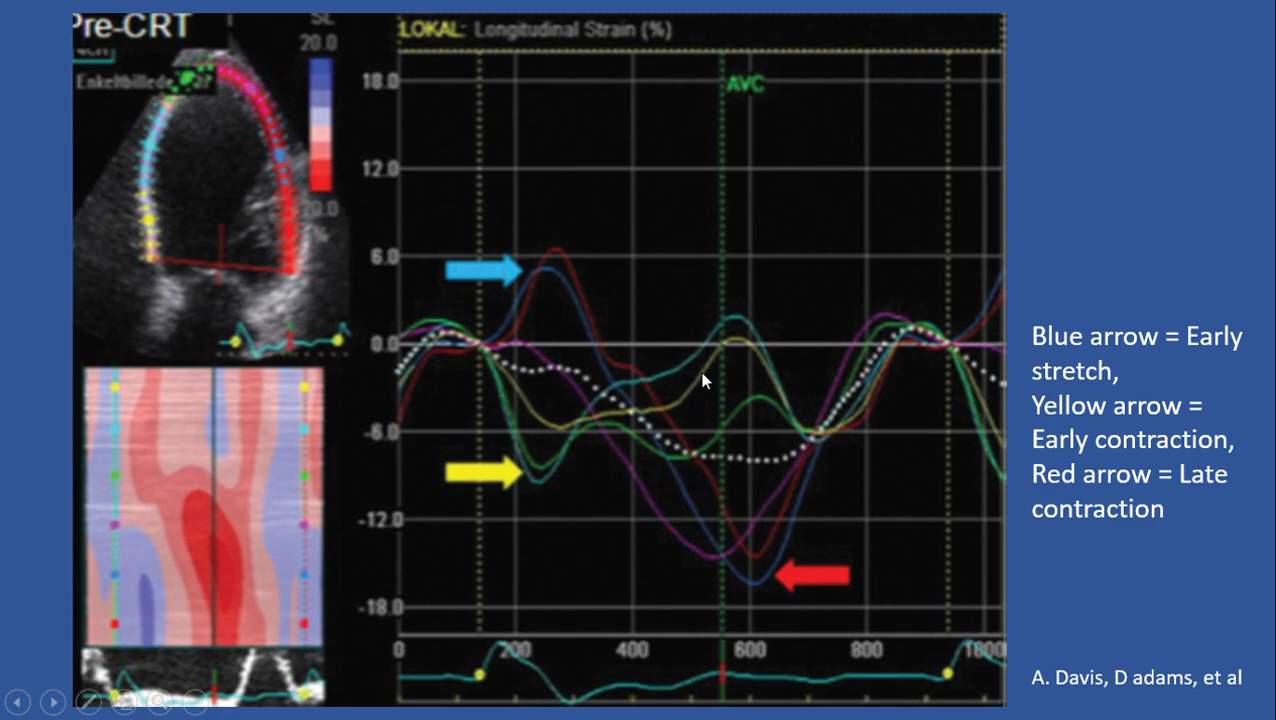 Pre-CRT
SL
20.0
4CH
LOKAL: Longitudinal Strain (%)
18.0
AVC
12.0
6.0
0.0
-6.0
-12.0
-18.0
0 200 400 600 800 1000
Blue arrow = Early
stretch,
Yellow arrow =
Early contraction,
Red arrow = Late
contraction
A. Davis, D adams, et al